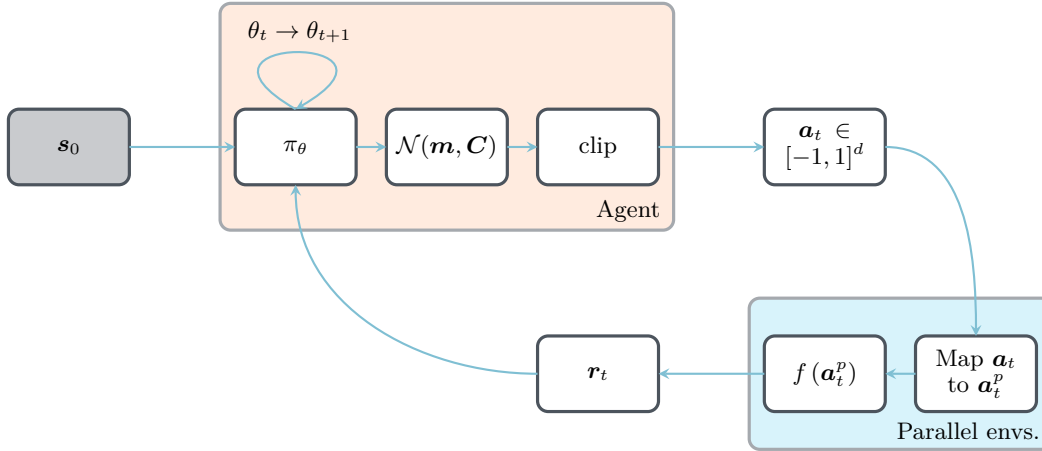 θ_t → θ_{t+1}
s_0
π_θ
𝒩(m, C)
clip
a_t ∈
[−1, 1]^d
Agent
r_t
f (a_t^p)
Map a_t
to a_t^p
Parallel envs.